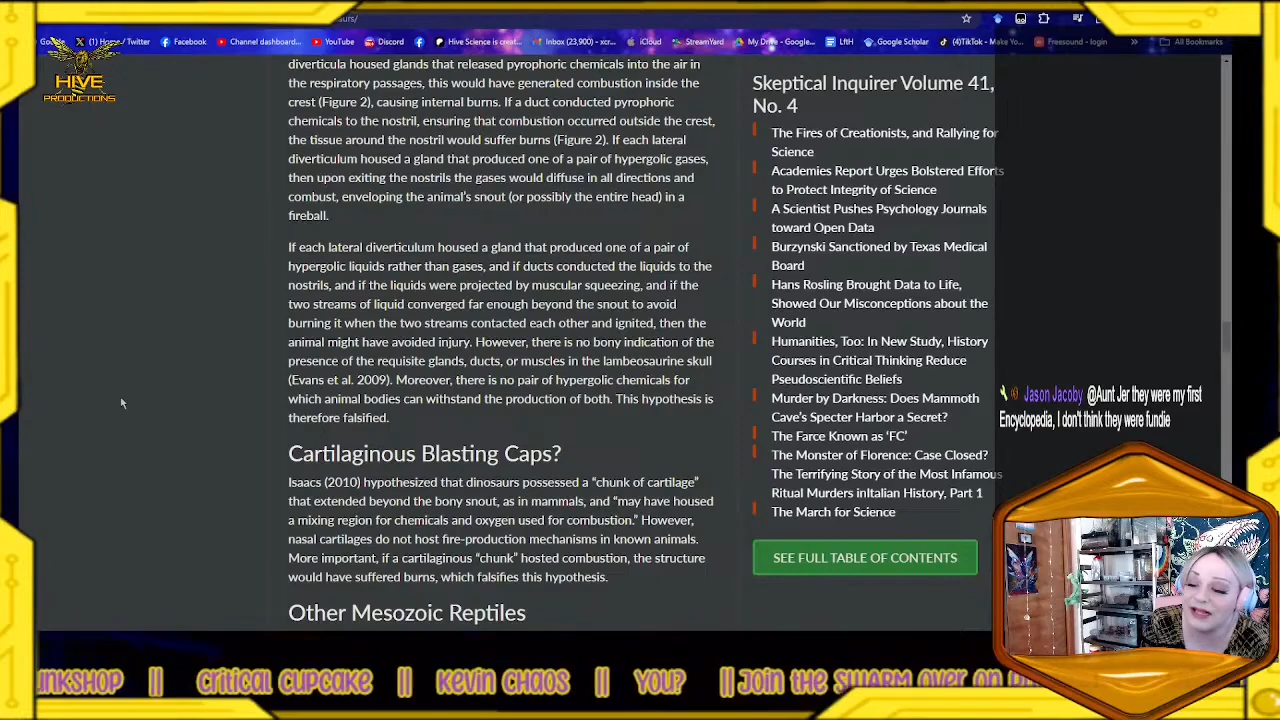 aurs/
Google
(1) Home / Twitter
Facebook
Channel dashboard...
YouTube
Discord
Hive Science is creat...
Inbox (23,900) - xcr...
iCloud
StreamYard
My Drive - Google...
LftH
Google Scholar
(4)TikTok - Make Yo...
Freesound - login
»
All Bookmarks
HIVE
PRODUCTIONS
diverticula housed glands that released pyrophoric chemicals into the air in
the respiratory passages, this would have generated combustion inside the
crest (Figure 2), causing internal burns. If a duct conducted pyrophoric
chemicals to the nostril, ensuring that combustion occurred outside the crest,
the tissue around the nostril would suffer burns (Figure 2). If each lateral
diverticulum housed a gland that produced one of a pair of hypergolic gases,
then upon exiting the nostrils the gases would diffuse in all directions and
combust, enveloping the animal's snout (or possibly the entire head) in a
fireball.
If each lateral diverticulum housed a gland that produced one of a pair of
hypergolic liquids rather than gases, and if ducts conducted the liquids to the
nostrils, and if the liquids were projected by muscular squeezing, and if the
two streams of liquid converged far enough beyond the snout to avoid
burning it when the two streams contacted each other and ignited, then the
animal might have avoided injury. However, there is no bony indication of the
presence of the requisite glands, ducts, or muscles in the lambeosaurine skull
(Evans et al. 2009). Moreover, there is no pair of hypergolic chemicals for
which animal bodies can withstand the production of both. This hypothesis is
therefore falsified.
Cartilaginous Blasting Caps?
Isaacs (2010) hypothesized that dinosaurs possessed a “chunk of cartilage”
that extended beyond the bony snout, as in mammals, and “may have housed
a mixing region for chemicals and oxygen used for combustion.” However,
nasal cartilages do not host fire-production mechanisms in known animals.
More important, if a cartilaginous “chunk” hosted combustion, the structure
would have suffered burns, which falsifies this hypothesis.
Other Mesozoic Reptiles
Skeptical Inquirer Volume 41,
No. 4
The Fires of Creationists, and Rallying for
Science
Academies Report Urges Bolstered Efforts
to Protect Integrity of Science
A Scientist Pushes Psychology Journals
toward Open Data
Burzynski Sanctioned by Texas Medical
Board
Hans Rosling Brought Data to Life,
Showed Our Misconceptions about the
World
Humanities, Too: In New Study, History
Courses in Critical Thinking Reduce
Pseudoscientific Beliefs
Murder by Darkness: Does Mammoth
Cave's Specter Harbor a Secret?
The Farce Known as ‘FC’
The Monster of Florence: Case Closed?
The Terrifying Story of the Most Infamous
Ritual Murders inItalian History, Part 1
The March for Science
SEE FULL TABLE OF CONTENTS
Jason Jacoby @Aunt Jer they were my first
Encyclopedia, I don't think they were fundie
UNKSHOP || CRITICAL CUPCAKE || KEVIN CHAOS || YOU? || JOIN THE SWARM OVER ON